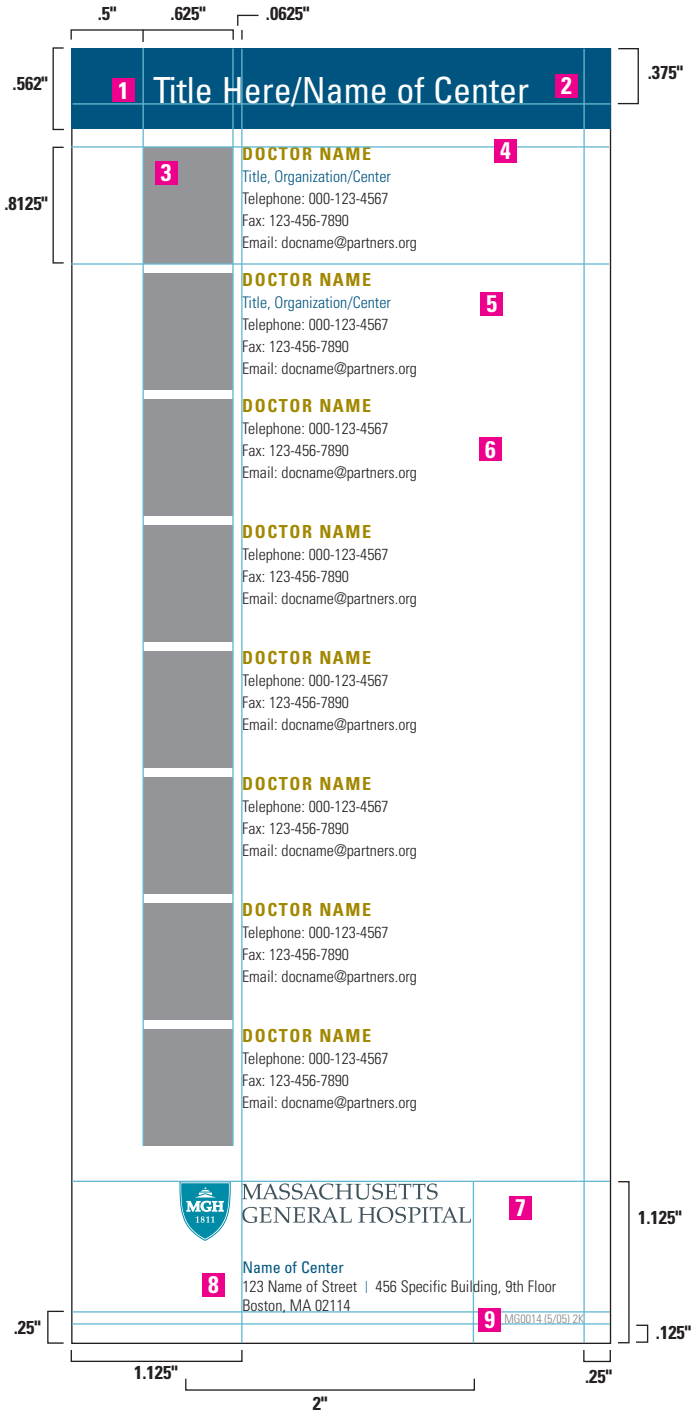 .5" .625" .0625"
.562"
1 Title Here/Name of Center 2
.375"
.8125"
3
DOCTOR NAME 4
Title, Organization/Center
Telephone: 000-123-4567
Fax: 123-456-7890
Email: docname@partners.org
DOCTOR NAME
Title, Organization/Center 5
Telephone: 000-123-4567
Fax: 123-456-7890
Email: docname@partners.org
DOCTOR NAME
Telephone: 000-123-4567
Fax: 123-456-7890 6
Email: docname@partners.org
DOCTOR NAME
Telephone: 000-123-4567
Fax: 123-456-7890
Email: docname@partners.org
DOCTOR NAME
Telephone: 000-123-4567
Fax: 123-456-7890
Email: docname@partners.org
DOCTOR NAME
Telephone: 000-123-4567
Fax: 123-456-7890
Email: docname@partners.org
DOCTOR NAME
Telephone: 000-123-4567
Fax: 123-456-7890
Email: docname@partners.org
DOCTOR NAME
Telephone: 000-123-4567
Fax: 123-456-7890
Email: docname@partners.org
MGH
1811
MASSACHUSETTS
GENERAL HOSPITAL
7
1.125"
Name of Center
8 123 Name of Street | 456 Specific Building, 9th Floor
Boston, MA 02114
9 MG0014 (5/05) 2K
.25"
.125"
1.125"
.25"
2"